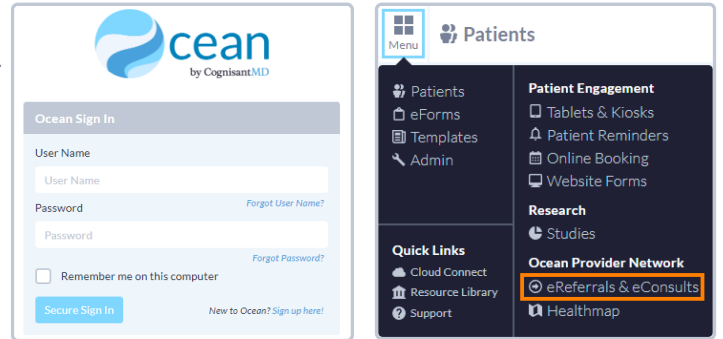 cean
by CognisantMD
Ocean Sign In
User Name
User Name
Password
Forgot User Name?
Password
Forgot Password?
Remember me on this computer
Secure Sign In
New to Ocean? Sign up here!
Menu
Patients
Patients
eForms
Templates
Admin
Quick Links
Cloud Connect
Resource Library
Support
Patient Engagement
Tablets & Kiosks
Patient Reminders
Online Booking
Website Forms
Research
Studies
Ocean Provider Network
eReferrals & eConsults
Healthmap